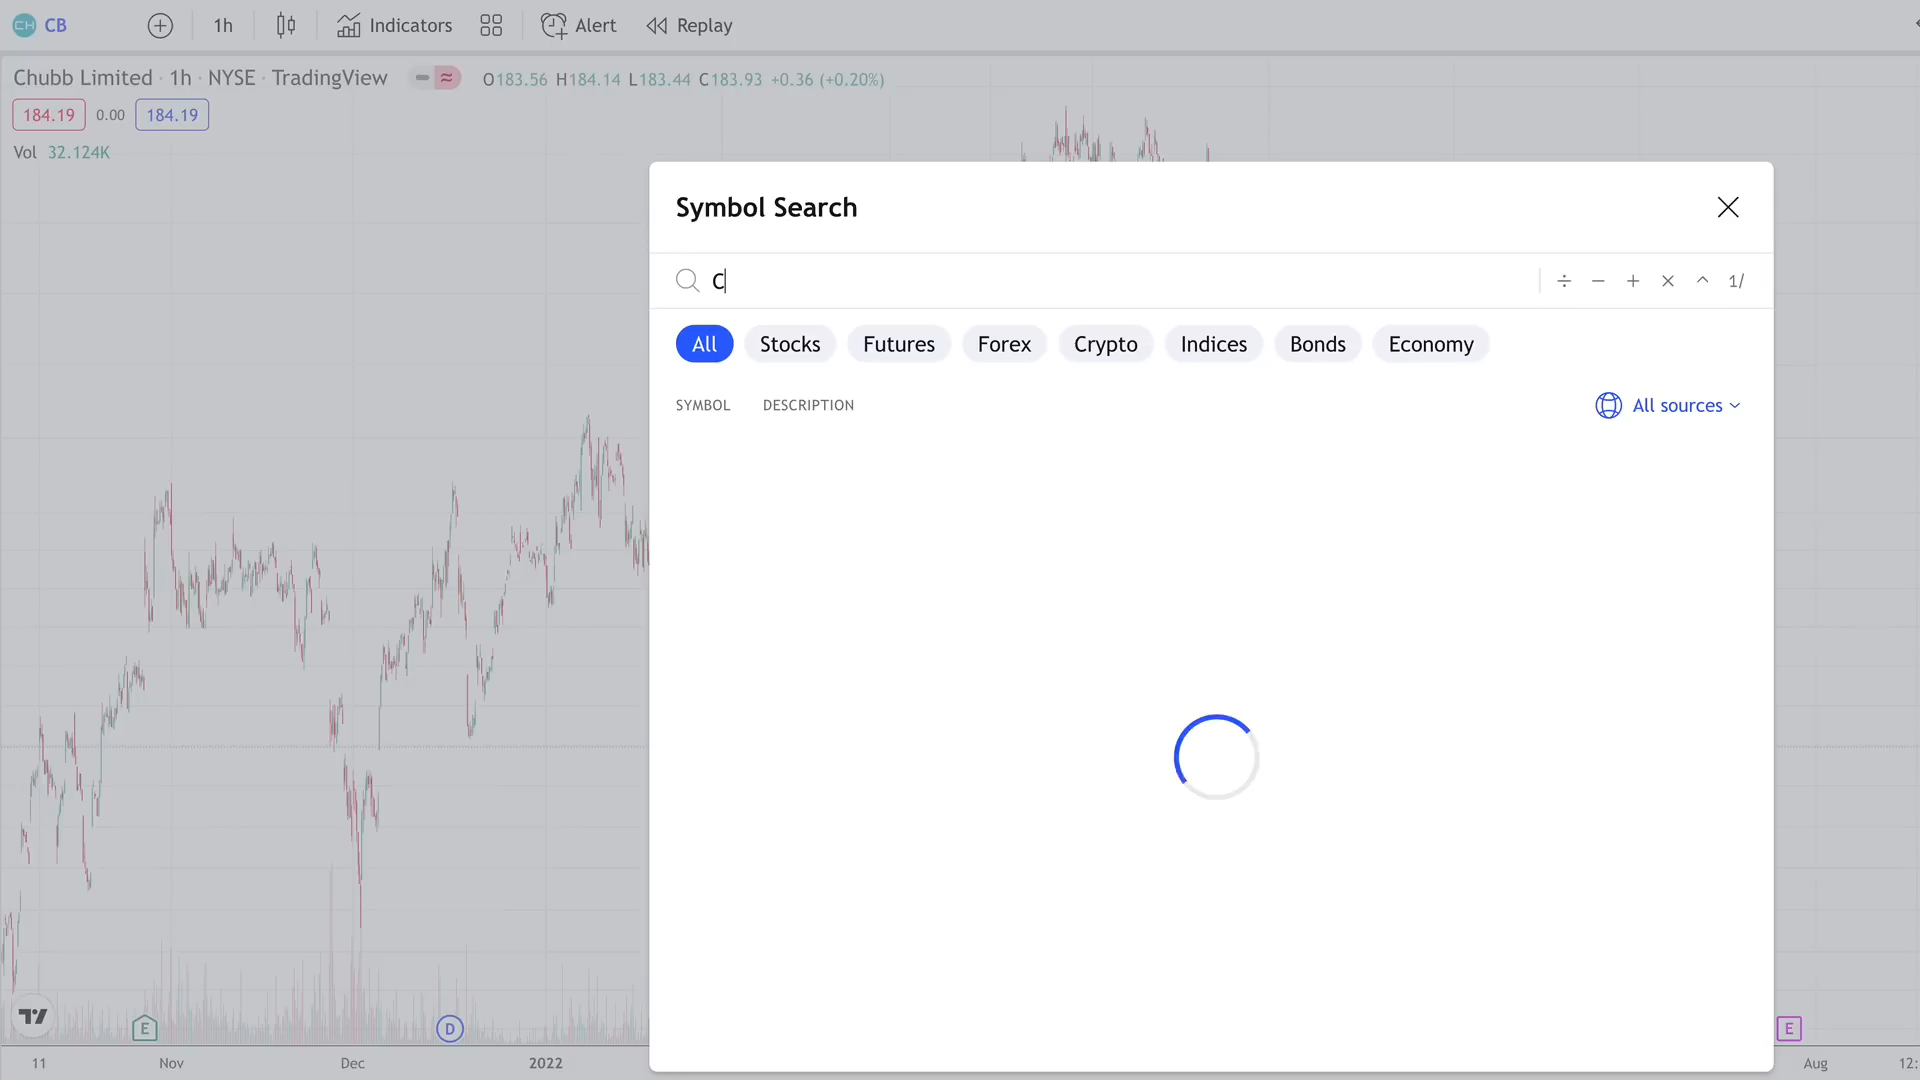 CH CB 1h Indicators Alert Replay
Chubb Limited · 1h · NYSE · TradingView O183.56 H184.14 L183.44 C183.93 +0.36 (+0.20%)
184.19 0.00 184.19
Vol 32.124K
Symbol Search
C ÷ − + × ^ 1/
All Stocks Futures Forex Crypto Indices Bonds Economy
SYMBOL DESCRIPTION All sources
E D E
11 Nov Dec 2022 Aug 12: